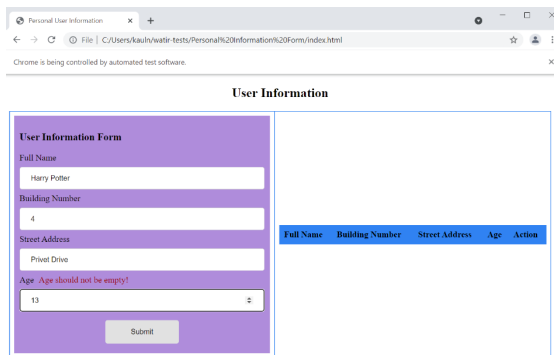 Personal User Information
File | C:/Users/kauln/watir-tests/Personal%20Information%20Form/index.html
Chrome is being controlled by automated test software.
User Information
User Information Form
Full Name
Harry Potter
Building Number
4
Street Address
Privet Drive
Age Age should not be empty!
13
Submit
Full Name Building Number Street Address Age Action